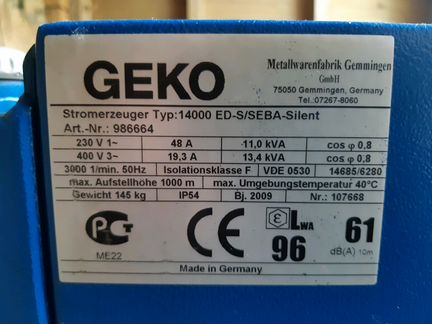 GEKO
Metallwarenfabrik Gemmingen
GmbH
75050 Gemmingen, Germany
Tel.:07267-8060
Stromerzeuger Typ:14000 ED-S/SEBA-Silent
Art.-Nr.: 986664
230 V 1~ 48 A 11,0 kVA cos φ 0,8
400 V 3~ 19,3 A 13,4 kVA cos φ 0,8
3000 1/min. 50Hz Isolationsklasse F VDE 0530 14685/6280
max. Aufstellhöhe 1000 m max. Umgebungstemperatur 40°C
Gewicht 145 kg IP54 Bj. 2009 Nr.: 107668
РСТ
ME22
CE
LWA
96
61
dB(A) 10m
Made in Germany